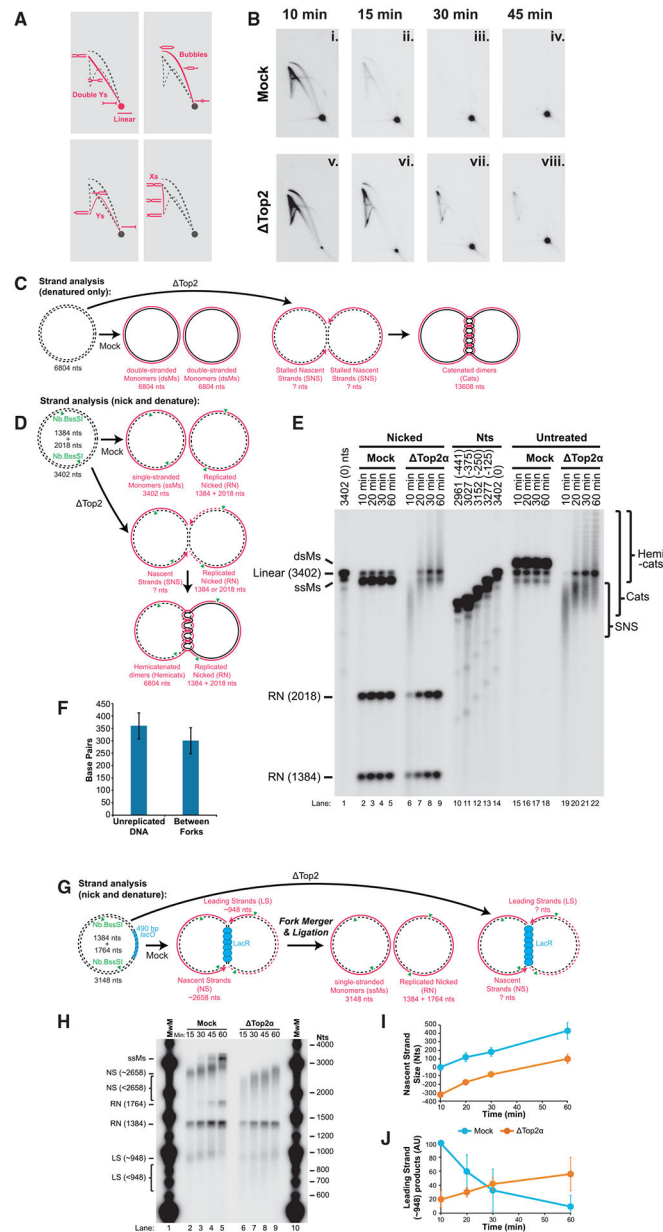 A
Double Ys
Linear
Bubbles
Ys
Xs
B
10 min 15 min 30 min 45 min
Mock
i. ii. iii. iv.
ΔTop2
v. vi. vii. viii.
C
Strand analysis
(denatured only):
ΔTop2
Mock
6804 nts
double-stranded
Monomers (dsMs)
6804 nts
double-stranded
Monomers (dsMs)
6804 nts
Stalled Nascent
Strands (SNS)
? nts
Stalled Nascent
Strands (SNS)
? nts
Catenated dimers
(Cats)
13608 nts
D
Strand analysis (nick and denature):
Nb.BssSI
1384 nts
+
2018 nts
Nb.BssSI
3402 nts
Mock
ΔTop2
single-stranded
Monomers (ssMs)
3402 nts
Replicated
Nicked (RN)
1384 + 2018 nts
Nascent
Strands (SNS)
? nts
Replicated
Nicked (RN)
1384 or 2018 nts
Hemicatenated
dimers (Hemicats)
6804 nts
Replicated
Nicked (RN)
1384 + 2018 nts
E
Nicked Nts Untreated
Mock ΔTop2α Mock ΔTop2α
3402 (0) nts
10 min
20 min
30 min
60 min
10 min
20 min
30 min
60 min
2961 (-441)
3027 (-375)
3152 (-250)
3277 (-125)
3402 (0)
10 min
20 min
30 min
60 min
10 min
20 min
30 min
60 min
dsMs
Linear (3402)
ssMs
RN (2018)
RN (1384)
Hemi
-cats
Cats
SNS
Lane: 1 2 3 4 5 6 7 8 9 10 11 12 13 14 15 16 17 18 19 20 21 22
F
Base Pairs
450
400
350
300
250
200
150
100
50
0
Unreplicated
DNA
Between
Forks
G
Strand analysis
(nick and denature):
ΔTop2
Nb.BssSI
1384 nts
+
1764 nts
Nb.BssSI
490 bp
lacO
3148 nts
Mock
Leading Strands (LS)
~948 nts
LacR
Nascent Strands
(NS)
~2658 nts
Fork Merger
& Ligation
single-stranded
Monomers (ssMs)
3148 nts
Replicated
Nicked (RN)
1384 + 1764 nts
Leading Strands (LS)
? nts
LacR
Nascent
Strands (NS)
? nts
H
Mock ΔTop2α
MwM Min: 15 30 45 60 15 30 45 60 MwM
Nts
ssMs
NS (~2658)
NS (<2658)
RN (1764)
RN (1384)
LS (~948)
LS (<948)
4000
3000
2000
1500
1000
900
800
700
600
Lane: 1 2 3 4 5 6 7 8 9 10
I
Nascent Strand
Size (Nts)
500
400
300
200
100
0
-100
-200
-300
-400
10 20 30 40 50 60
Time (min)
Mock ΔTop2α
J
Leading Strand
(~948) products (AU)
100
80
60
40
20
0
10 20 30 40 50 60
Time (min)